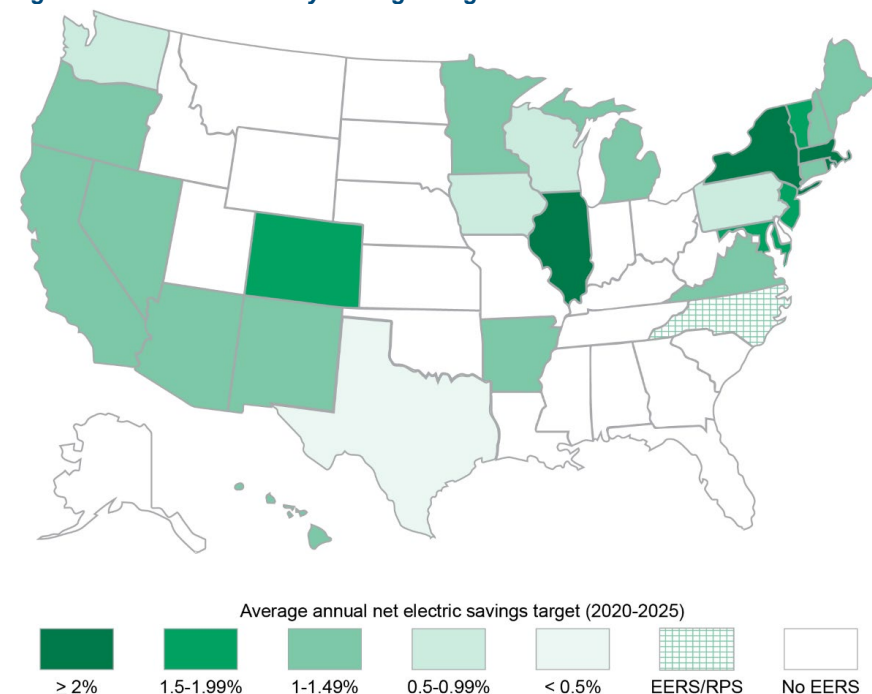 Average annual net electric savings target (2020-2025)
> 2%
1.5-1.99%
1-1.49%
0.5-0.99%
< 0.5%
EERS/RPS
No EERS